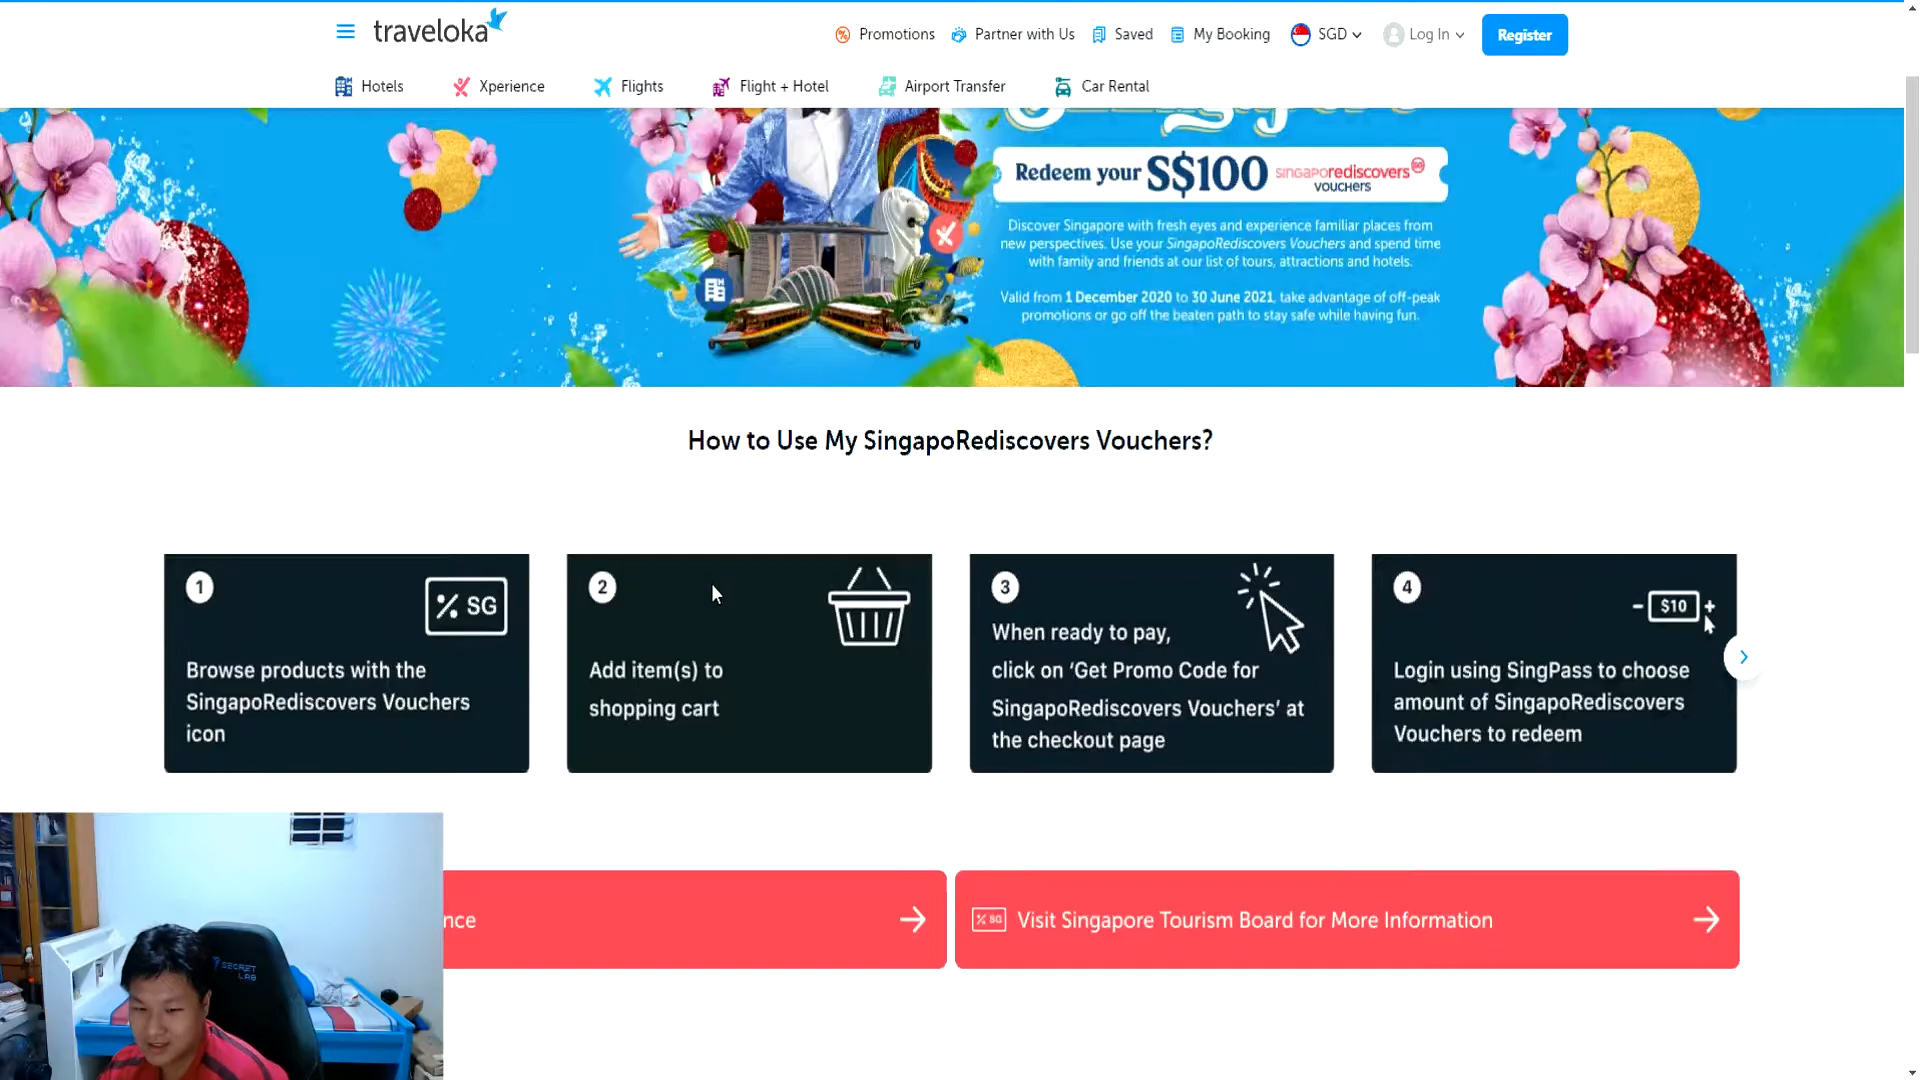 traveloka
Promotions
Partner with Us
Saved
My Booking
SGD
Log In
Register
Hotels
Xperience
Flights
Flight + Hotel
Airport Transfer
Car Rental
Redeem your S$100 SingapoRediscovers
VOUCHERS
Discover Singapore with fresh eyes and experience familiar places from
new perspectives. Use your SingapoRediscovers Vouchers and spend time
with family and friends at our list of tours, attractions and hotels.
Valid from 1 December 2020 to 30 June 2021, take advantage of off-peak
promotions or go off the beaten path to stay safe while having fun.
How to Use My SingapoRediscovers Vouchers?
1
% SG
Browse products with the
SingapoRediscovers Vouchers
icon
2
Add item(s) to
shopping cart
3
When ready to pay,
click on ‘Get Promo Code for
SingapoRediscovers Vouchers’ at
the checkout page
4
- $10 +
Login using SingPass to choose
amount of SingapoRediscovers
Vouchers to redeem
nce
% SG
Visit Singapore Tourism Board for More Information
SECRET
LAB